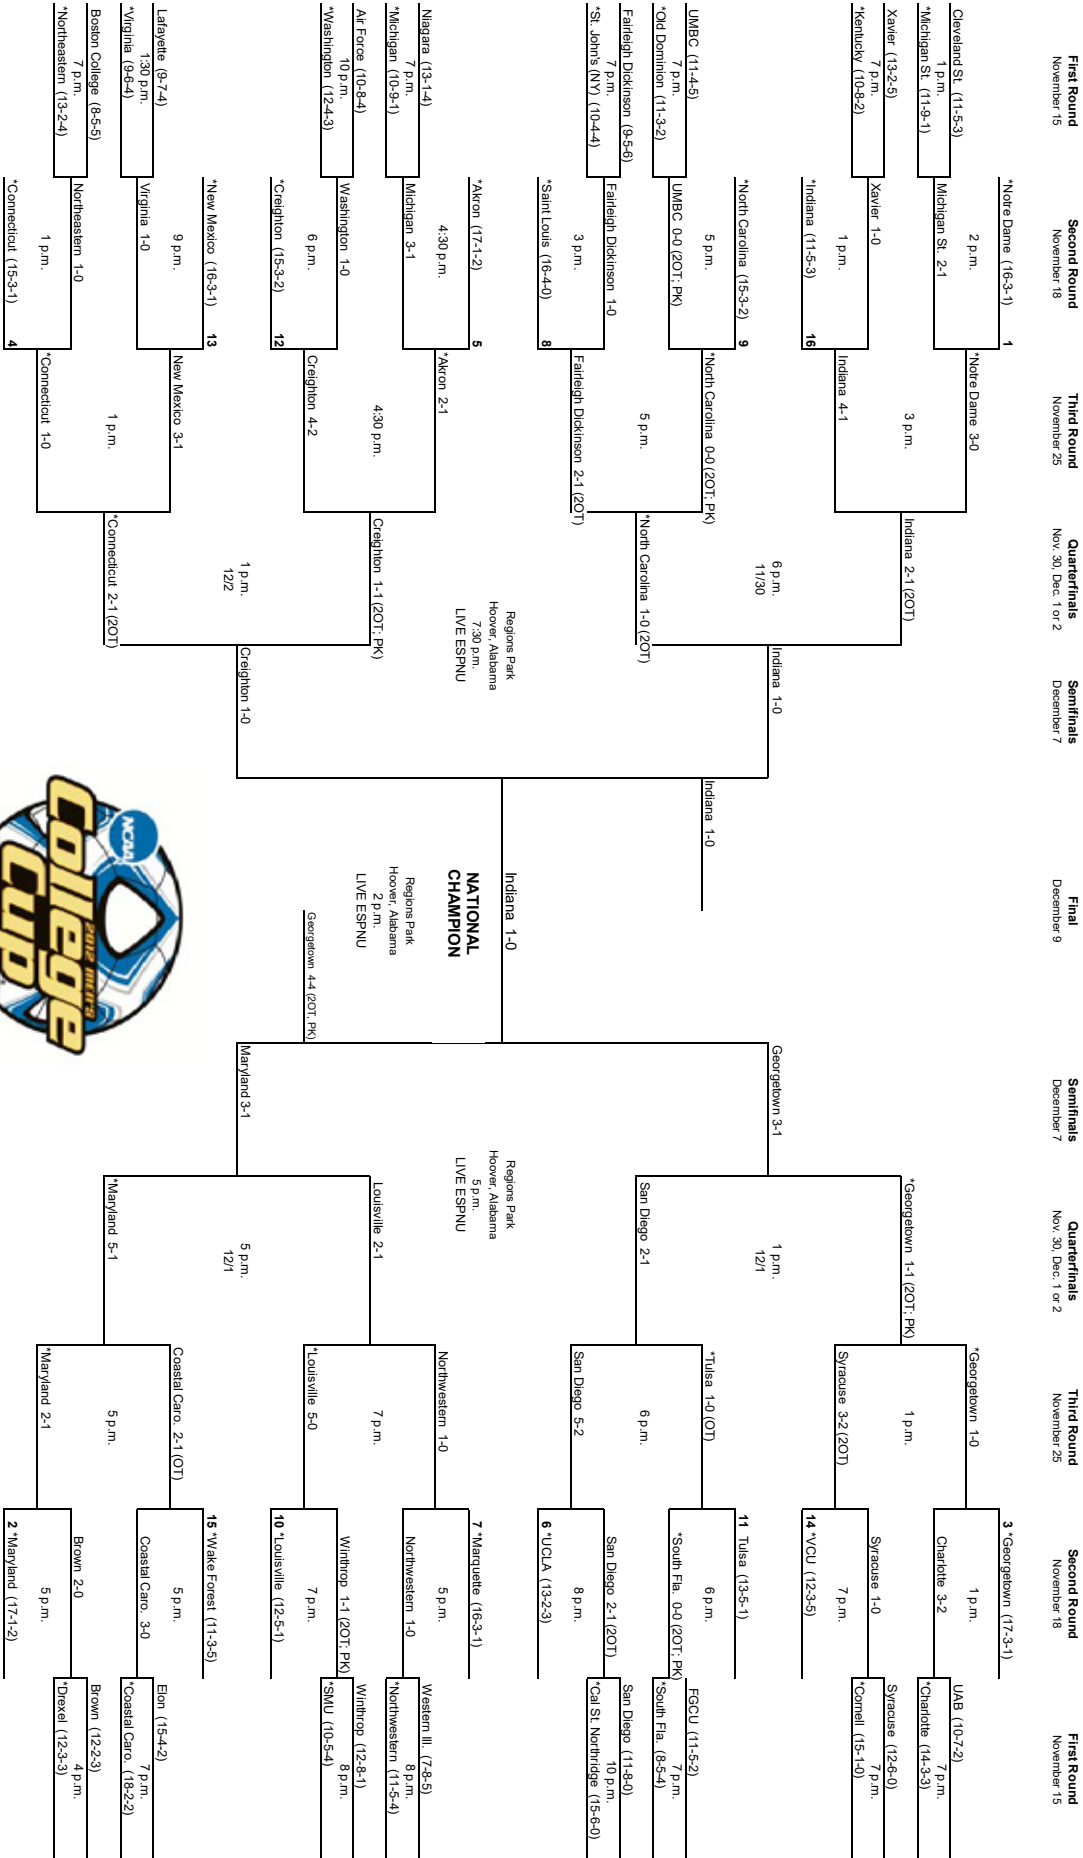 First Round
November 15
Second Round
November 18
Third Round
November 25
Quarterfinals
Nov. 30, Dec. 1 or 2
Semifinals
December 7
Final
December 9
Semifinals
December 7
Quarterfinals
Nov. 30, Dec. 1 or 2
Third Round
November 25
Second Round
November 18
First Round
November 15
Cleveland St. (11-5-3)
1 p.m.
*Michigan St. (11-9-1)
Xavier (13-2-5)
7 p.m.
*Kentucky (10-8-2)
UMBC (11-4-5)
7 p.m.
*Old Dominion (11-3-2)
Fairleigh Dickinson (9-5-6)
7 p.m.
*St. John's (NY) (10-4-4)
Niagara (13-1-4)
7 p.m.
*Michigan (10-9-1)
Air Force (10-8-4)
10 p.m.
*Washington (12-4-3)
Lafayette (9-7-4)
1:30 p.m.
*Virginia (9-6-4)
Boston College (8-5-5)
7 p.m.
*Northeastern (13-2-4)
*Notre Dame (16-3-1) 1
2 p.m.
Michigan St. 2-1
Xavier 1-0
1 p.m.
*Indiana (11-5-3) 16
*North Carolina (15-3-2) 9
5 p.m.
UMBC 0-0 (2OT; PK)
Fairleigh Dickinson 1-0
3 p.m.
*Saint Louis (16-4-0) 8
*Akron (17-1-2) 5
4:30 p.m.
Michigan 3-1
Washington 1-0
6 p.m.
*Creighton (15-3-2) 12
*New Mexico (16-3-1) 13
9 p.m.
Virginia 1-0
Northeastern 1-0
1 p.m.
*Connecticut (15-3-1) 4
*Notre Dame 3-0
3 p.m.
Indiana 4-1
*North Carolina 0-0 (2OT; PK)
5 p.m.
Fairleigh Dickinson 2-1 (2OT)
*Akron 2-1
4:30 p.m.
Creighton 4-2
New Mexico 3-1
1 p.m.
*Connecticut 1-0
Indiana 2-1 (2OT)
6 p.m.
11/30
*North Carolina 1-0 (2OT)
Creighton 1-1 (2OT; PK)
1 p.m.
12/2
*Connecticut 2-1 (2OT)
Indiana 1-0
Regions Park
Hoover, Alabama
7:30 p.m.
LIVE ESPNU
Creighton 1-0
Indiana 1-0
Indiana 1-0
NATIONAL
CHAMPION
Regions Park
Hoover, Alabama
2 p.m.
LIVE ESPNU
Georgetown 4-4 (2OT, PK)
NCAA
2012 MEN'S
College
Cup
Georgetown 3-1
Regions Park
Hoover, Alabama
5 p.m.
LIVE ESPNU
Maryland 3-1
*Georgetown 1-1 (2OT; PK)
1 p.m.
12/1
San Diego 2-1
Louisville 2-1
5 p.m.
12/1
*Maryland 5-1
*Georgetown 1-0
1 p.m.
Syracuse 3-2 (2OT)
*Tulsa 1-0 (OT)
6 p.m.
San Diego 5-2
Northwestern 1-0
7 p.m.
*Louisville 5-0
Coastal Caro. 2-1 (OT)
5 p.m.
*Maryland 2-1
3 *Georgetown (17-3-1)
1 p.m.
Charlotte 3-2
Syracuse 1-0
7 p.m.
14 *VCU (12-3-5)
11 Tulsa (13-5-1)
6 p.m.
*South Fla. 0-0 (2OT; PK)
San Diego 2-1 (2OT)
8 p.m.
6 *UCLA (13-2-3)
7 *Marquette (16-3-1)
5 p.m.
Northwestern 1-0
Winthrop 1-1 (2OT; PK)
7 p.m.
10 *Louisville (12-5-1)
15 *Wake Forest (11-3-5)
5 p.m.
Coastal Caro. 3-0
Brown 2-0
5 p.m.
2 *Maryland (17-1-2)
UAB (10-7-2)
7 p.m.
*Charlotte (14-3-3)
Syracuse (12-6-0)
7 p.m.
*Cornell (15-1-0)
FGCU (11-5-2)
7 p.m.
*South Fla. (8-5-4)
San Diego (11-8-0)
10 p.m.
*Cal St. Northridge (15-6-0)
Western Ill. (7-8-5)
8 p.m.
*Northwestern (11-5-4)
Winthrop (12-8-1)
8 p.m.
*SMU (10-5-4)
Elon (15-4-2)
7 p.m.
*Coastal Caro. (18-2-2)
Brown (12-2-3)
4 p.m.
*Drexel (12-3-3)